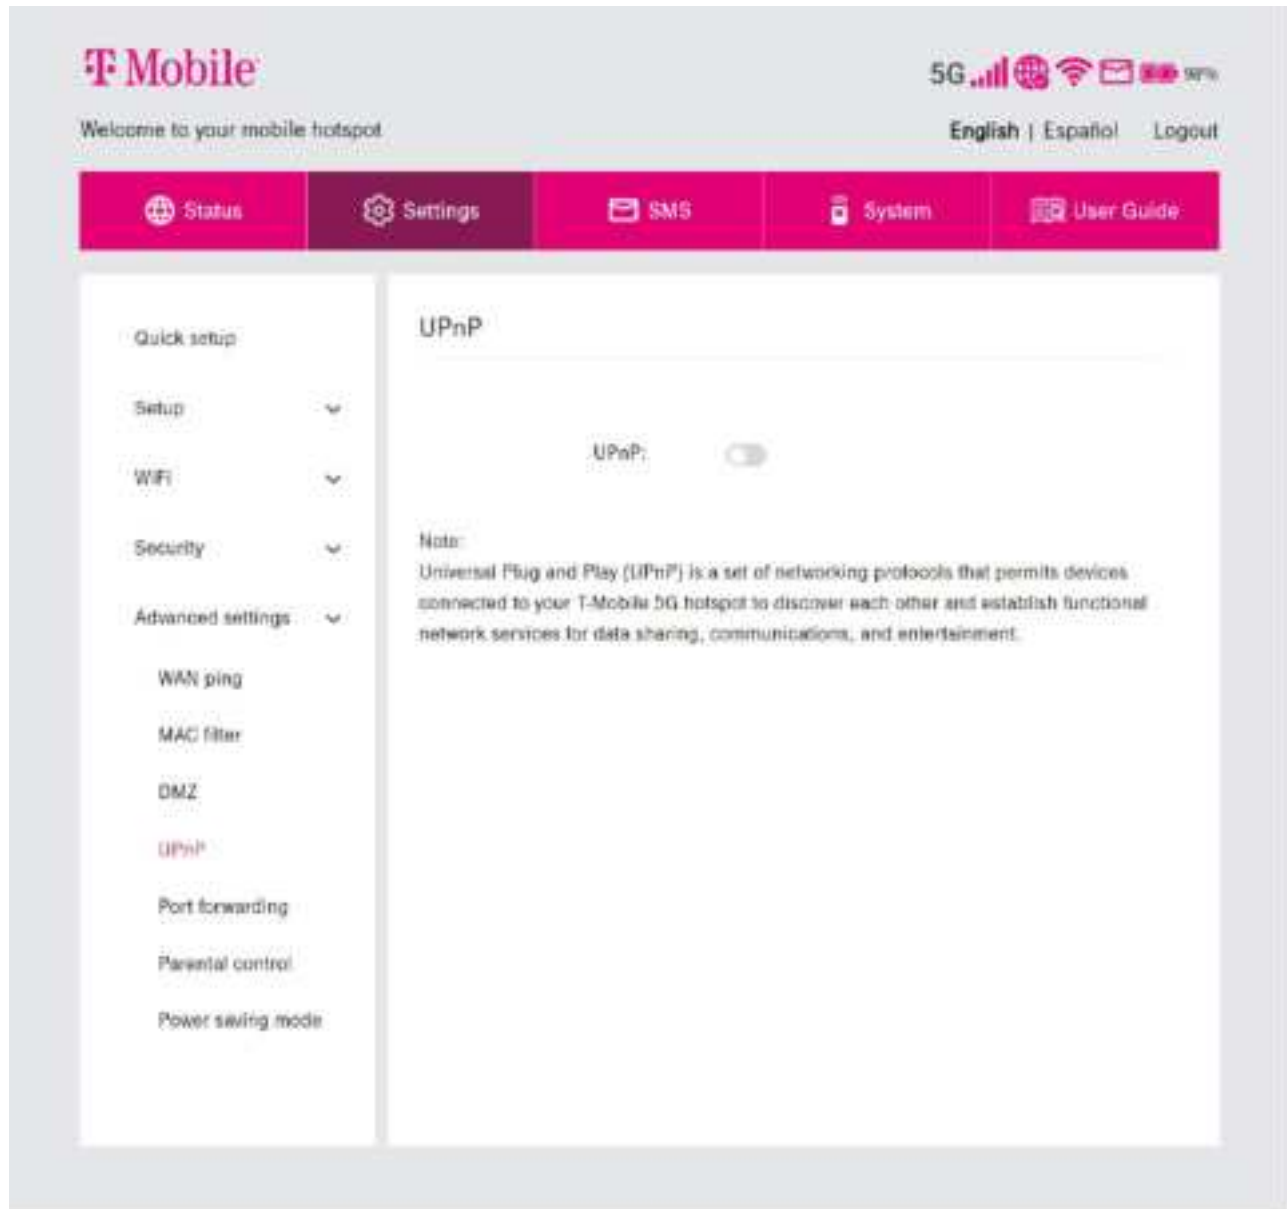 T Mobile
5G 98%
Welcome to your mobile hotspot
English | Español Logout
Status Settings SMS System User Guide
Quick setup
Setup
WiFi
Security
Advanced settings
WAN ping
MAC filter
DMZ
UPnP
Port forwarding
Parental control
Power saving mode
UPnP
UPnP:
Note:
Universal Plug and Play (UPnP) is a set of networking protocols that permits devices
connected to your T-Mobile 5G hotspot to discover each other and establish functional
network services for data sharing, communications, and entertainment.